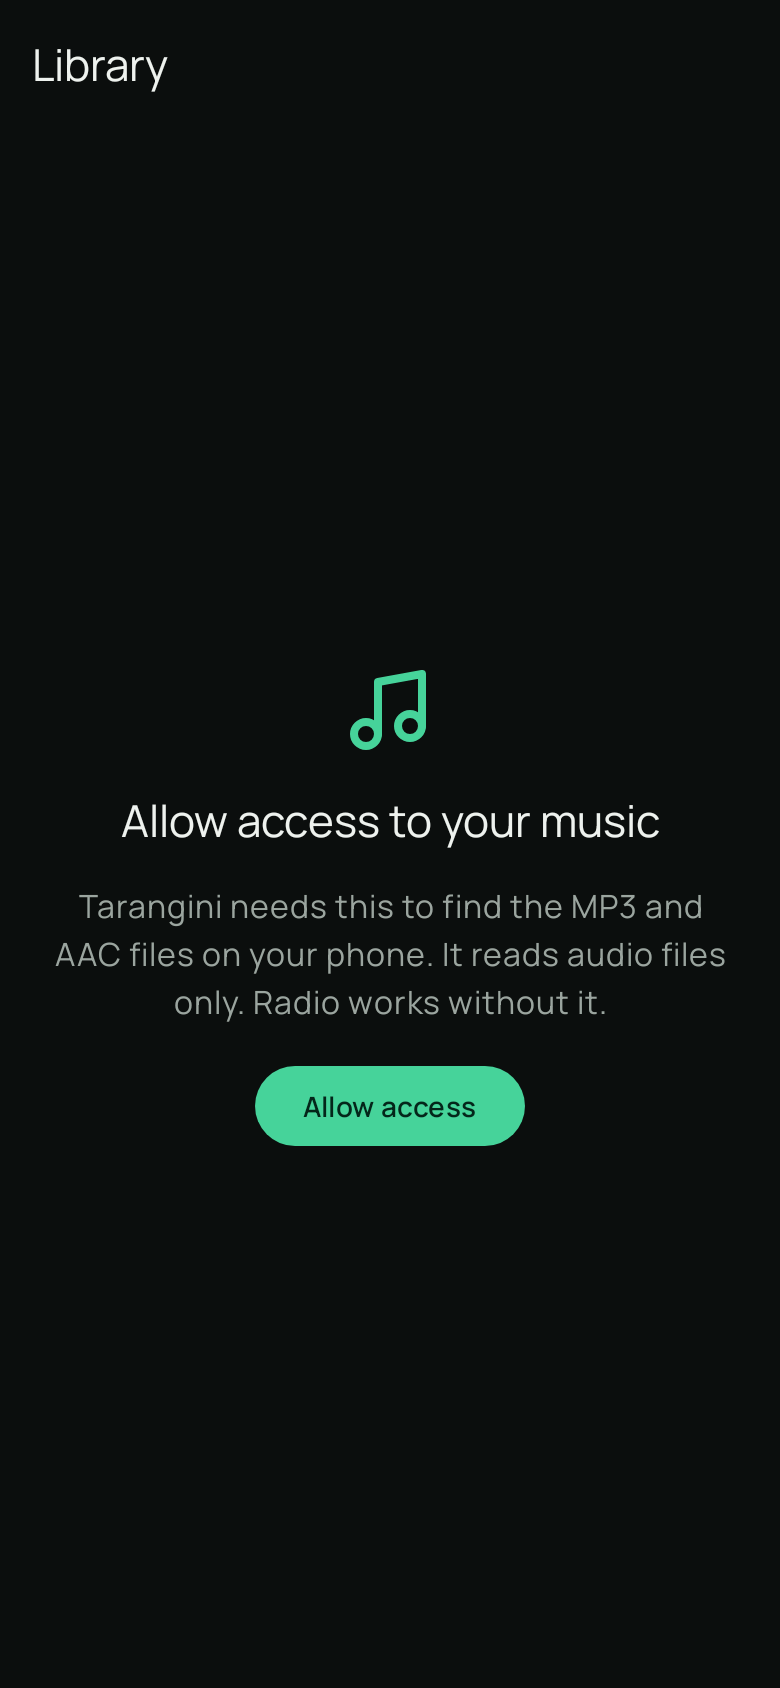 Library
Allow access to your music
Tarangini needs this to find the MP3 and
AAC files on your phone. It reads audio files
only. Radio works without it.
Allow access